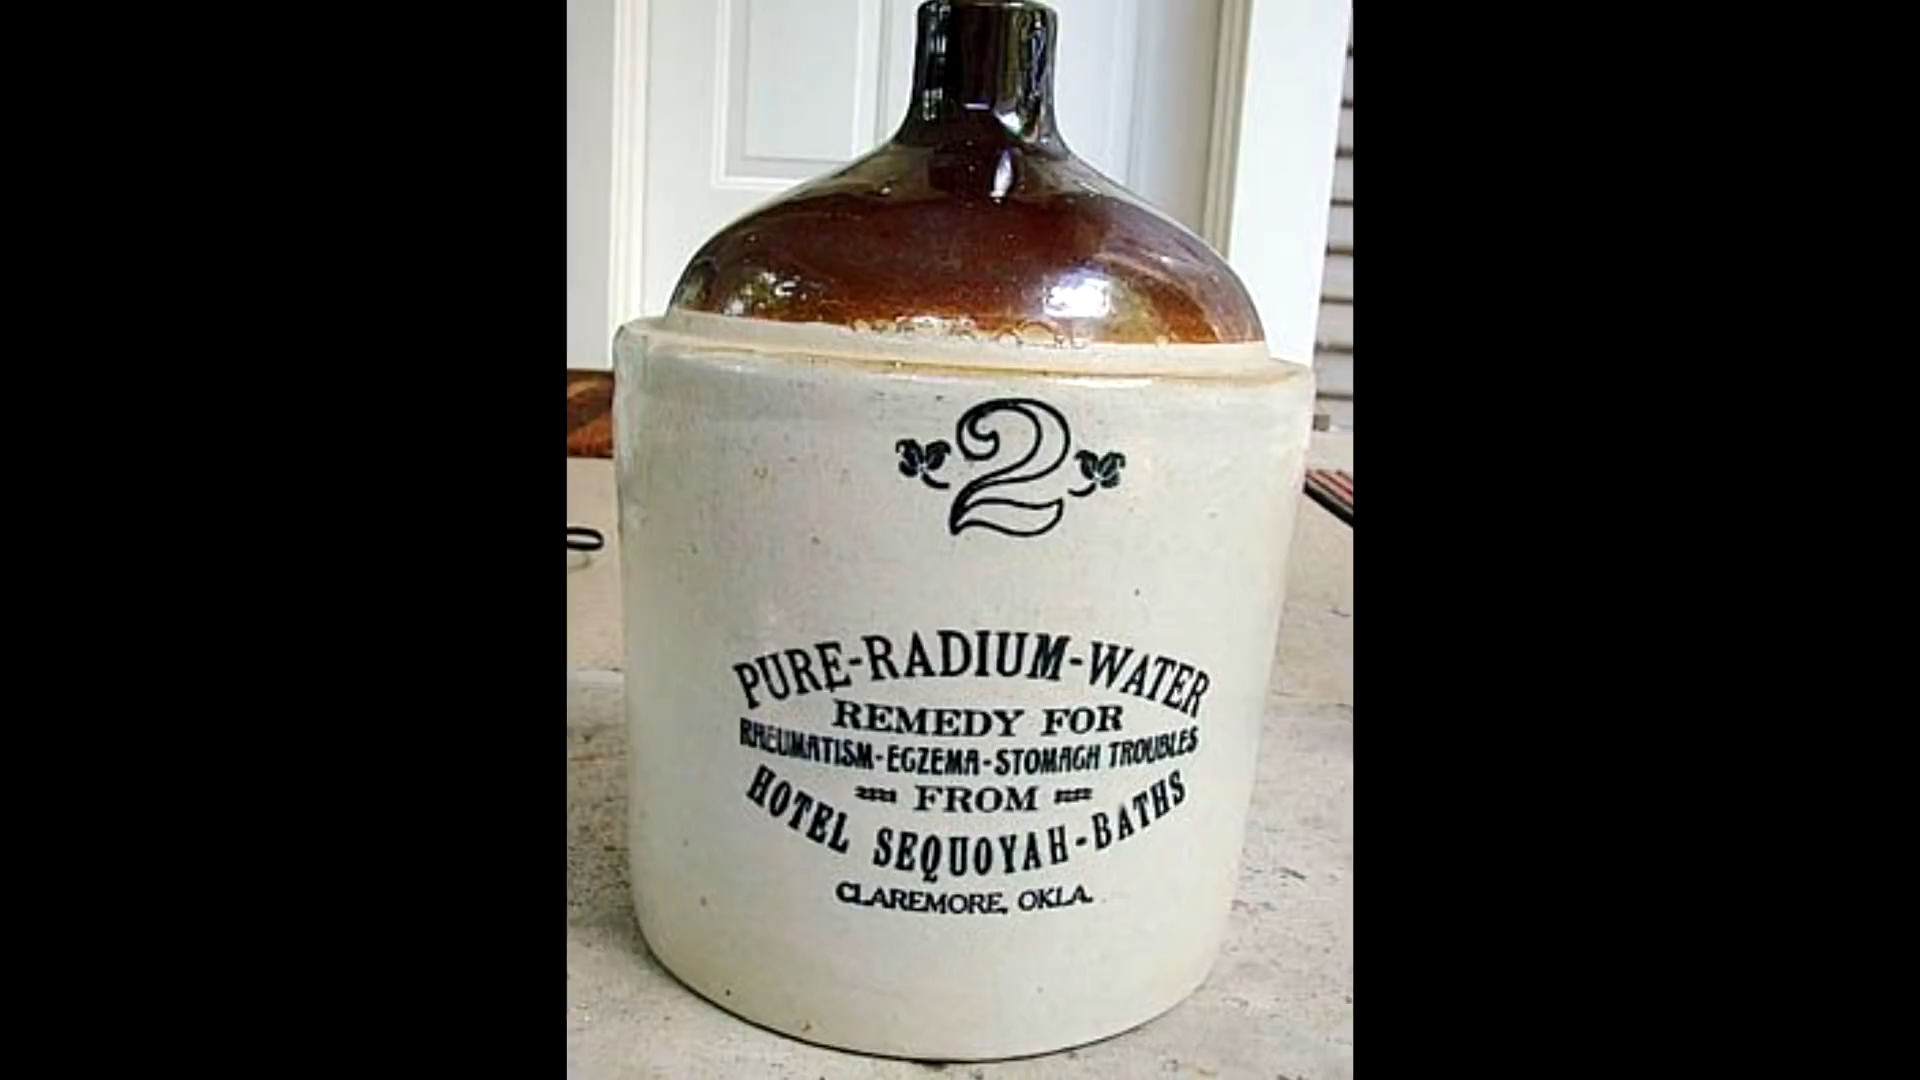 2
PURE-RADIUM-WATER
REMEDY FOR
RHEUMATISM-ECZEMA-STOMACH TROUBLES
FROM
HOTEL SEQUOYAH-BATHS
CLAREMORE, OKLA.